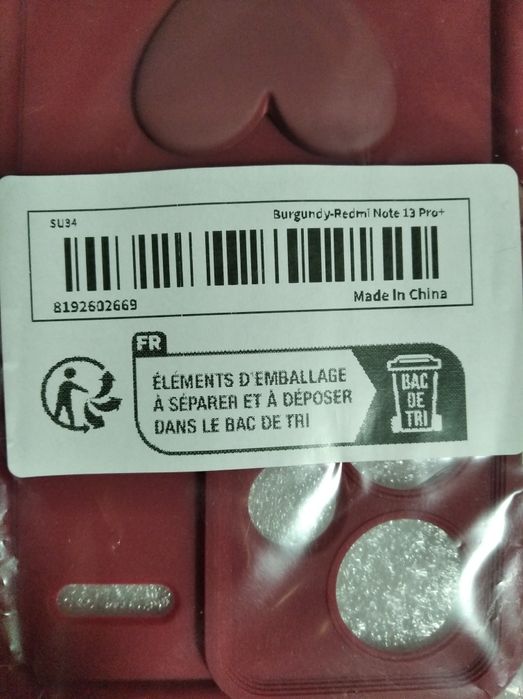 SU34
Burgundy-Redmi Note 13 Pro+
8192602669
Made In China
FR
ÉLÉMENTS D'EMBALLAGE
À SÉPARER ET À DÉPOSER
DANS LE BAC DE TRI
BAC
DE
TRI